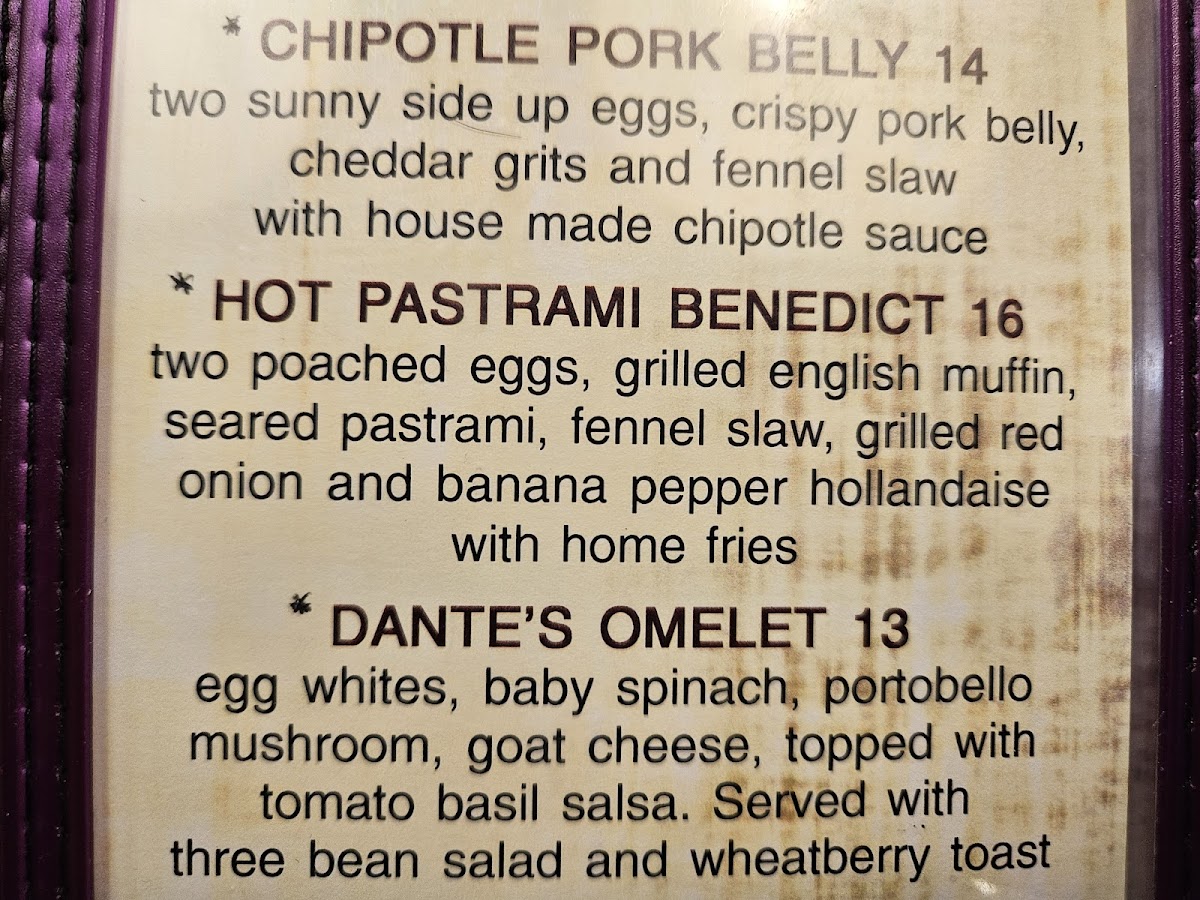 * CHIPOTLE PORK BELLY 14
two sunny side up eggs, crispy pork belly,
cheddar grits and fennel slaw
with house made chipotle sauce
* HOT PASTRAMI BENEDICT 16
two poached eggs, grilled english muffin,
seared pastrami, fennel slaw, grilled red
onion and banana pepper hollandaise
with home fries
* DANTE'S OMELET 13
egg whites, baby spinach, portobello
mushroom, goat cheese, topped with
tomato basil salsa. Served with
three bean salad and wheatberry toast